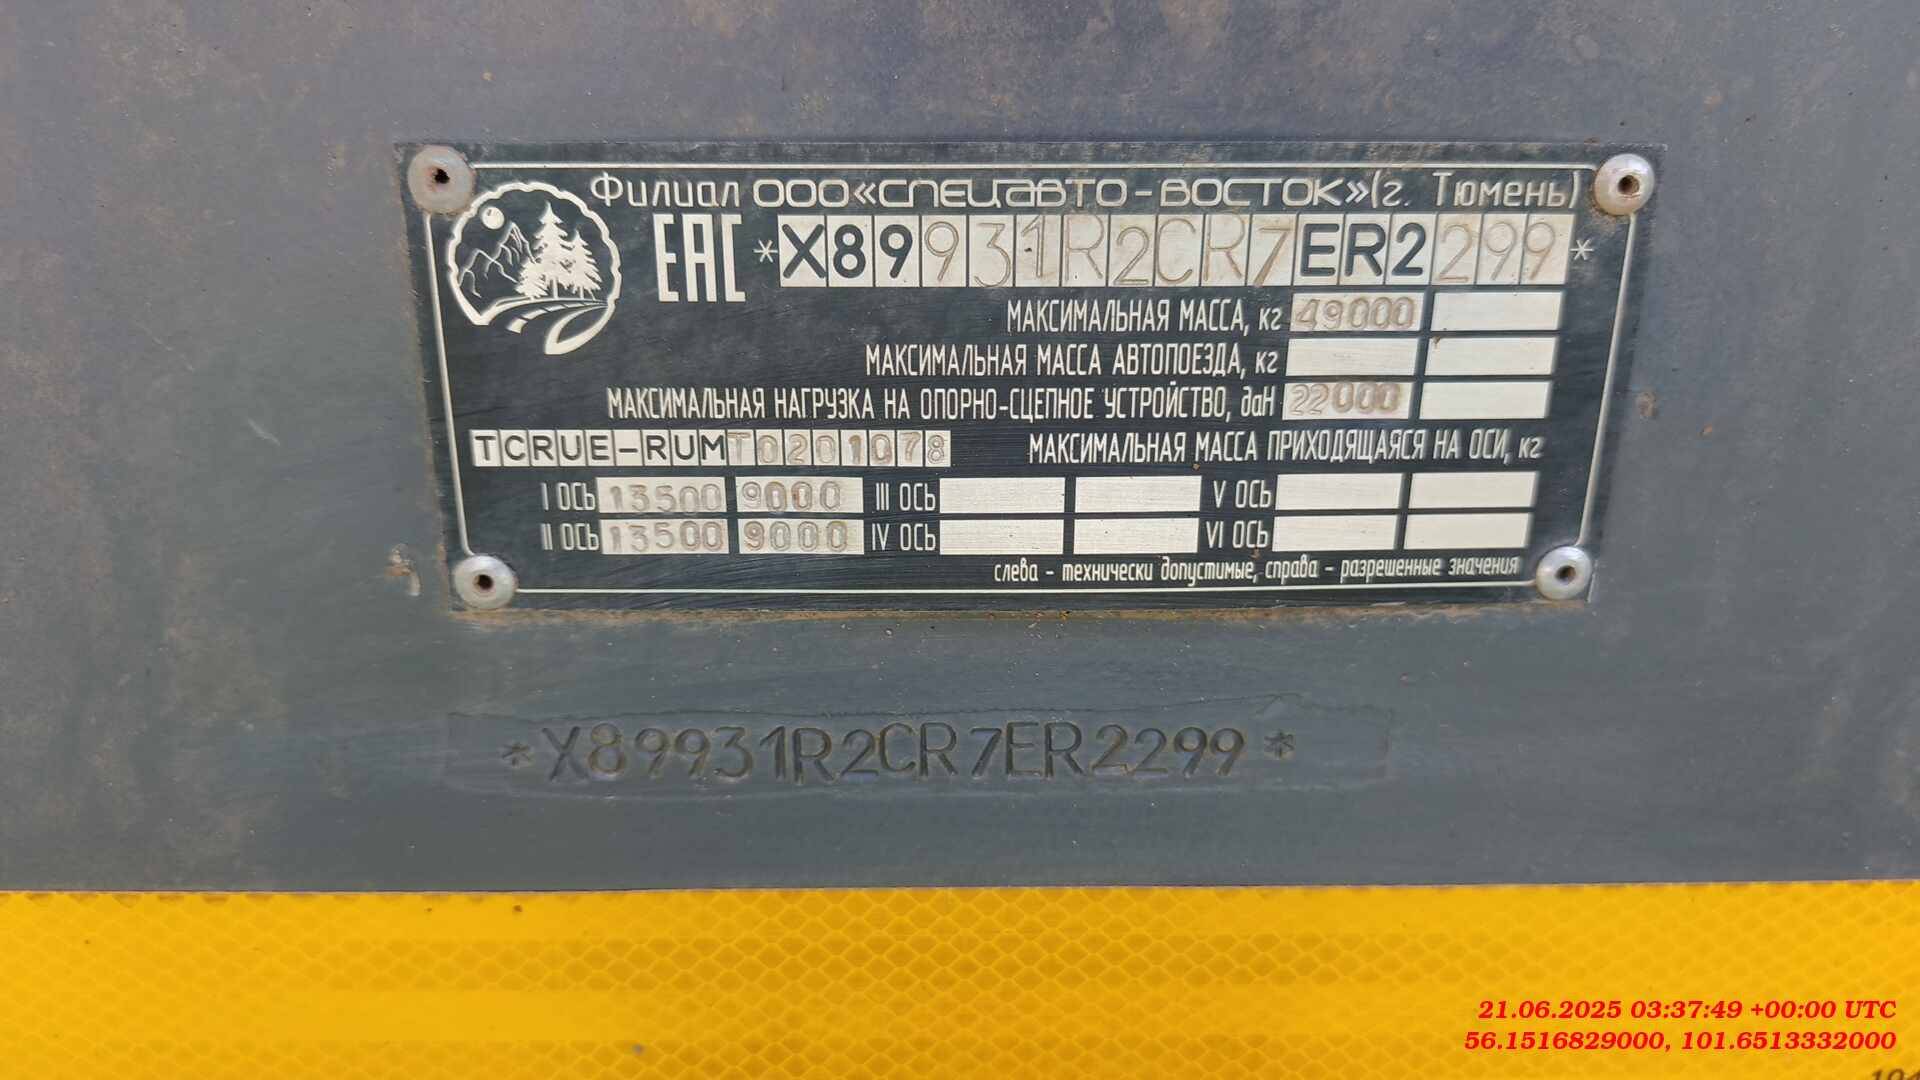 Филиал ООО «СПЕЦАВТО-ВОСТОК» (г. Тюмень)
EAC *X89931R2CR7ER2299*
МАКСИМАЛЬНАЯ МАССА, кг 49000
МАКСИМАЛЬНАЯ МАССА АВТОПОЕЗДА, кг
МАКСИМАЛЬНАЯ НАГРУЗКА НА ОПОРНО-СЦЕПНОЕ УСТРОЙСТВО, даН 22000
TCRUE-RUMT0201078 МАКСИМАЛЬНАЯ МАССА ПРИХОДЯЩАЯСЯ НА ОСИ, кг
I ОСЬ 13500 9000 III ОСЬ V ОСЬ
II ОСЬ 13500 9000 IV ОСЬ VI ОСЬ
слева - технически допустимые, справа - разрешенные значения
*X89931R2CR7ER2299*
21.06.2025 03:37:49 +00:00 UTC
56.1516829000, 101.6513332000